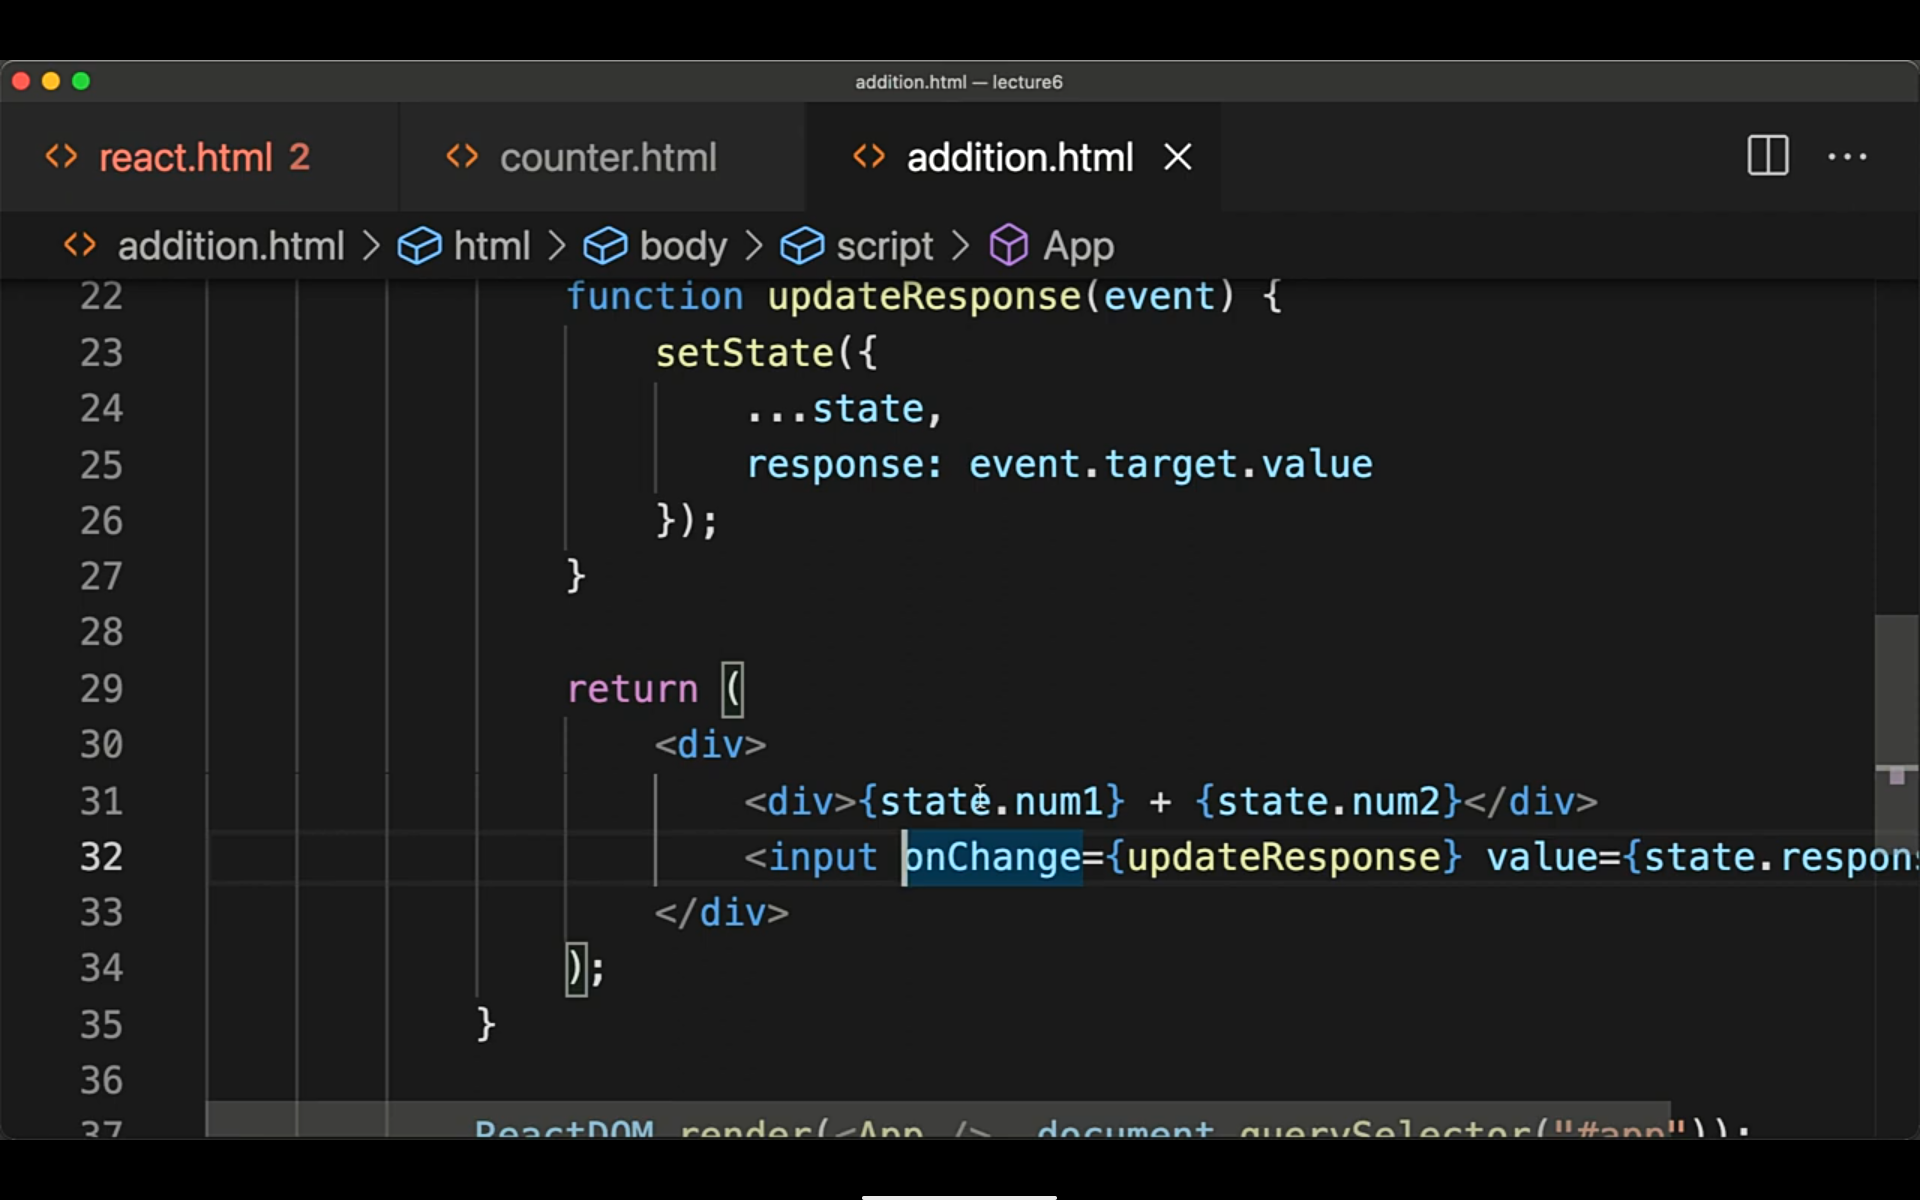 addition.html — lecture6
<> react.html 2 <> counter.html <> addition.html
<> addition.html > html > body > script > App
22 function updateResponse(event) {
23 setState({
24 ...state,
25 response: event.target.value
26 });
27 }
28
29 return (
30 <div>
31 <div>{state.num1} + {state.num2}</div>
32 <input onChange={updateResponse} value={state.respons
33 </div>
34 );
35 }
36
37 ReactDOM.render(<App />, document.querySelector("#app"));